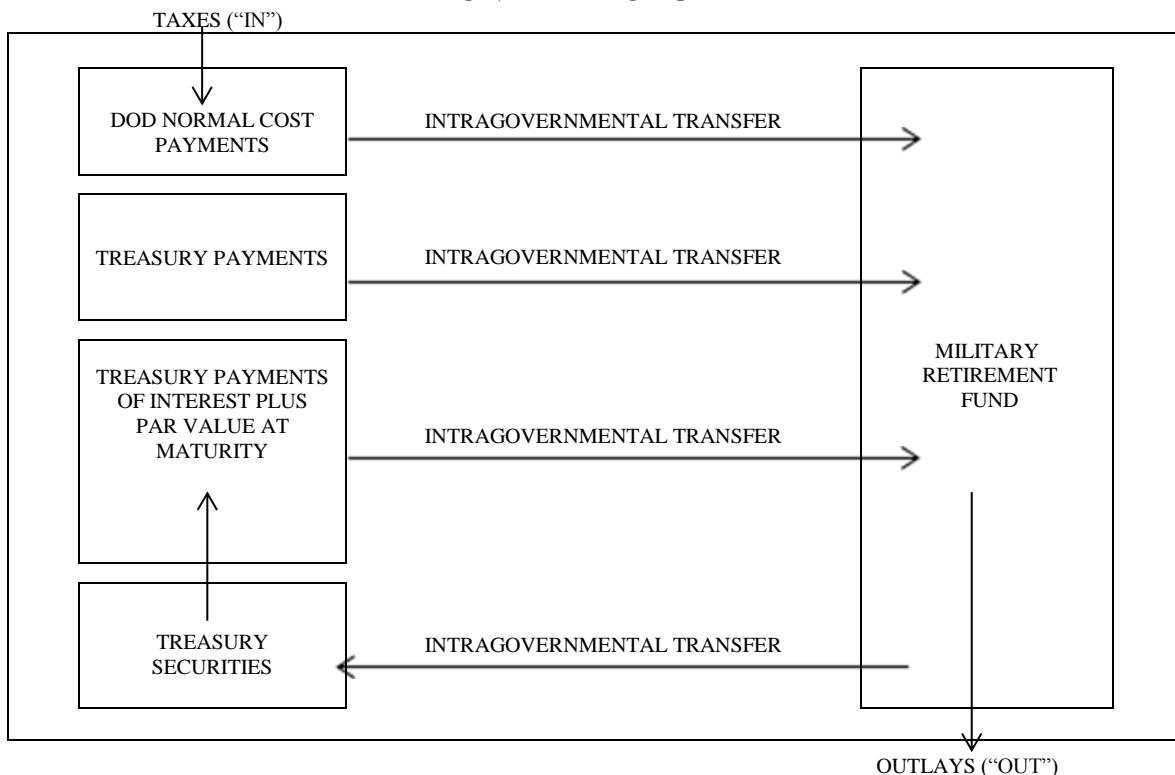 TAXES (“IN”)
DOD NORMAL COST
PAYMENTS
INTRAGOVERNMENTAL TRANSFER
TREASURY PAYMENTS
INTRAGOVERNMENTAL TRANSFER
TREASURY PAYMENTS
OF INTEREST PLUS
PAR VALUE AT
MATURITY
INTRAGOVERNMENTAL TRANSFER
MILITARY
RETIREMENT
FUND
TREASURY
SECURITIES
INTRAGOVERNMENTAL TRANSFER
OUTLAYS (“OUT”)